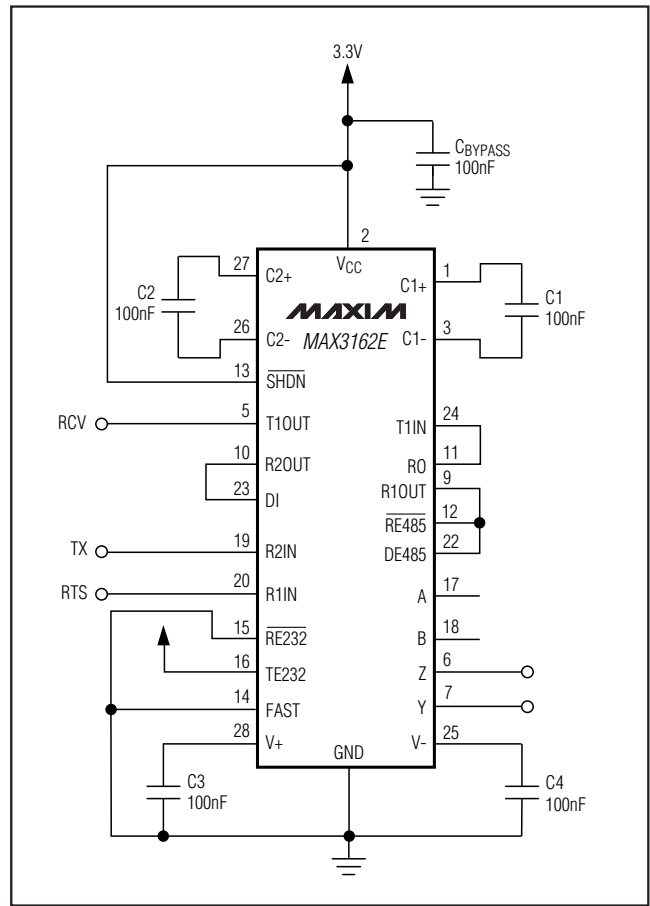 3.3V
CBYPASS
100nF
2
VCC
27
C2+
C1+
1
C2
100nF
C1
100nF
MAXIM
MAX3162E
26
C2-
C1-
3
13
SHDN
RCV
5
T1OUT
T1IN
24
10
R2OUT
RO
11
R1OUT
9
23
DI
RE485
12
DE485
22
TX
19
R2IN
RTS
20
R1IN
A
17
15
RE232
B
18
16
TE232
Z
6
14
FAST
Y
7
28
V+
V-
25
GND
C3
100nF
C4
100nF